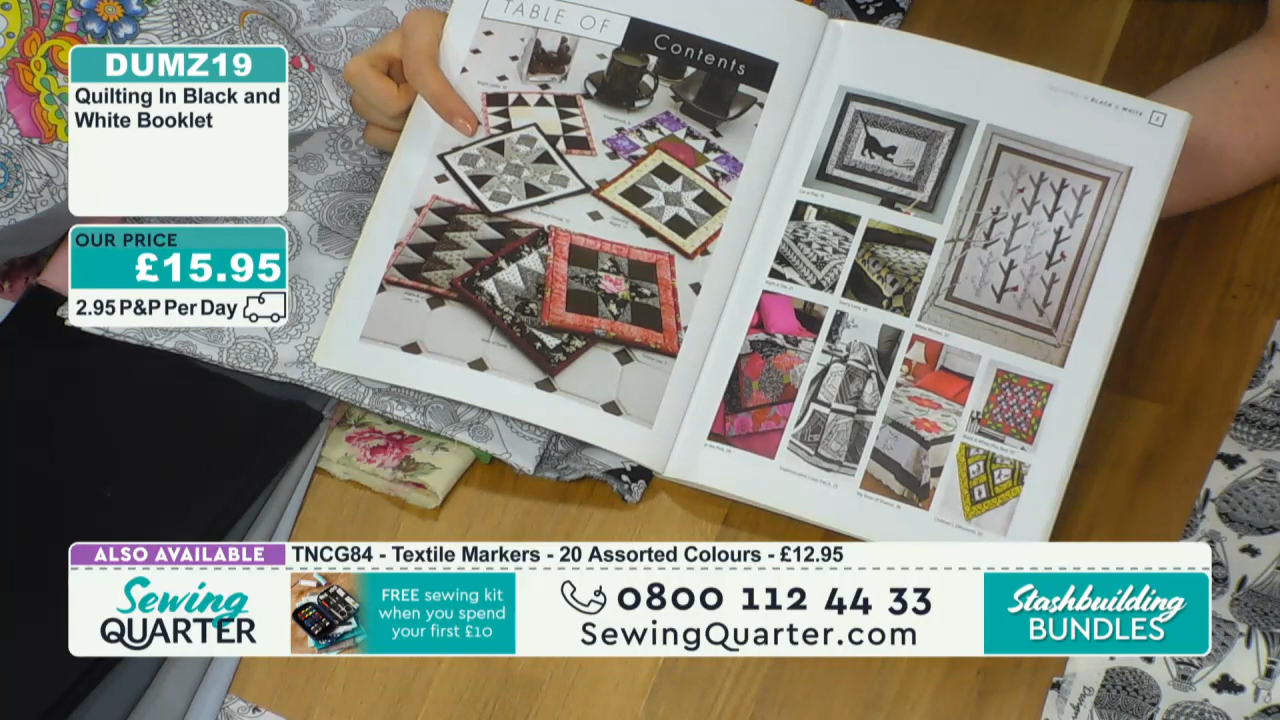 DUMZ19
Quilting In Black and
White Booklet
OUR PRICE
£15.95
2.95 P&P Per Day
TABLE OF
Contents
BLACK & WHITE
ALSO AVAILABLE
TNCG84 - Textile Markers - 20 Assorted Colours - £12.95
Sewing
QUARTER
FREE sewing kit
when you spend
your first £10
0800 112 44 33
SewingQuarter.com
Stashbuilding
BUNDLES